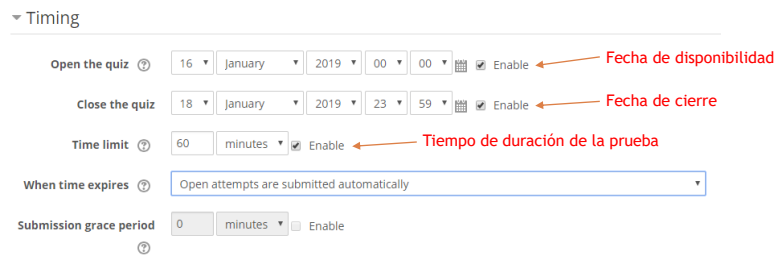 Timing
Open the quiz 16 January 2019 00 00 Enable Fecha de disponibilidad
Close the quiz 18 January 2019 23 59 Enable Fecha de cierre
Time limit 60 minutes Enable Tiempo de duración de la prueba
When time expires Open attempts are submitted automatically
Submission grace period 0 minutes Enable